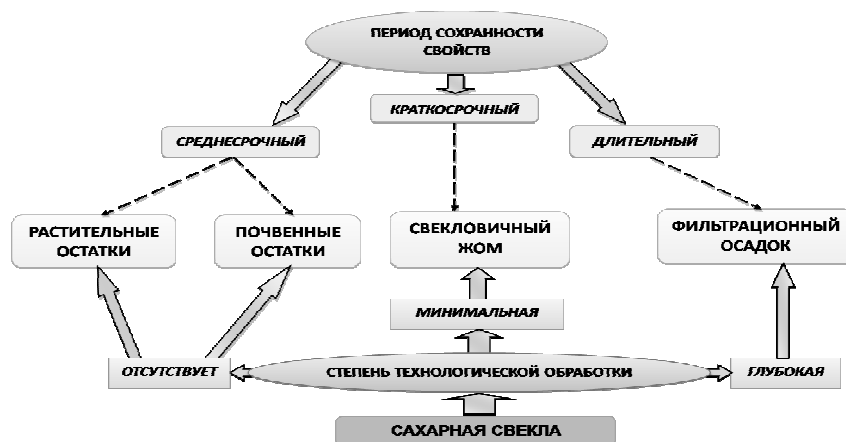 ПЕРИОД СОХРАННОСТИ
СВОЙСТВ
КРАТКОСРОЧНЫЙ
СРЕДНЕСРОЧНЫЙ
ДЛИТЕЛЬНЫЙ
РАСТИТЕЛЬНЫЕ
ОСТАТКИ
ПОЧВЕННЫЕ
ОСТАТКИ
СВЕКЛОВИЧНЫЙ
ЖОМ
ФИЛЬТРАЦИОННЫЙ
ОСАДОК
МИНИМАЛЬНАЯ
ОТСУТСТВУЕТ
СТЕПЕНЬ ТЕХНОЛОГИЧЕСКОЙ ОБРАБОТКИ
ГЛУБОКАЯ
САХАРНАЯ СВЕКЛА